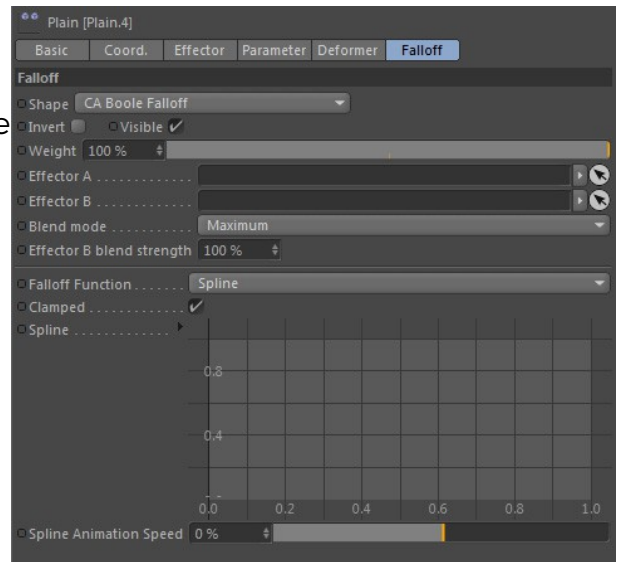 Plain [Plain.4]
Basic Coord. Effector Parameter Deformer Falloff
Falloff
Shape CA Boole Falloff
e
Invert Visible
Weight 100 %
Effector A . . . . . . . . . . . . .
Effector B . . . . . . . . . . . . .
Blend mode . . . . . . . . . . . Maximum
Effector B blend strength 100 %
Falloff Function . . . . . . . Spline
Clamped . . . . . . . . . . . . .
Spline . . . . . . . . . . . . .
0.8
0.4
0.0 0.2 0.4 0.6 0.8 1.0
Spline Animation Speed 0 %